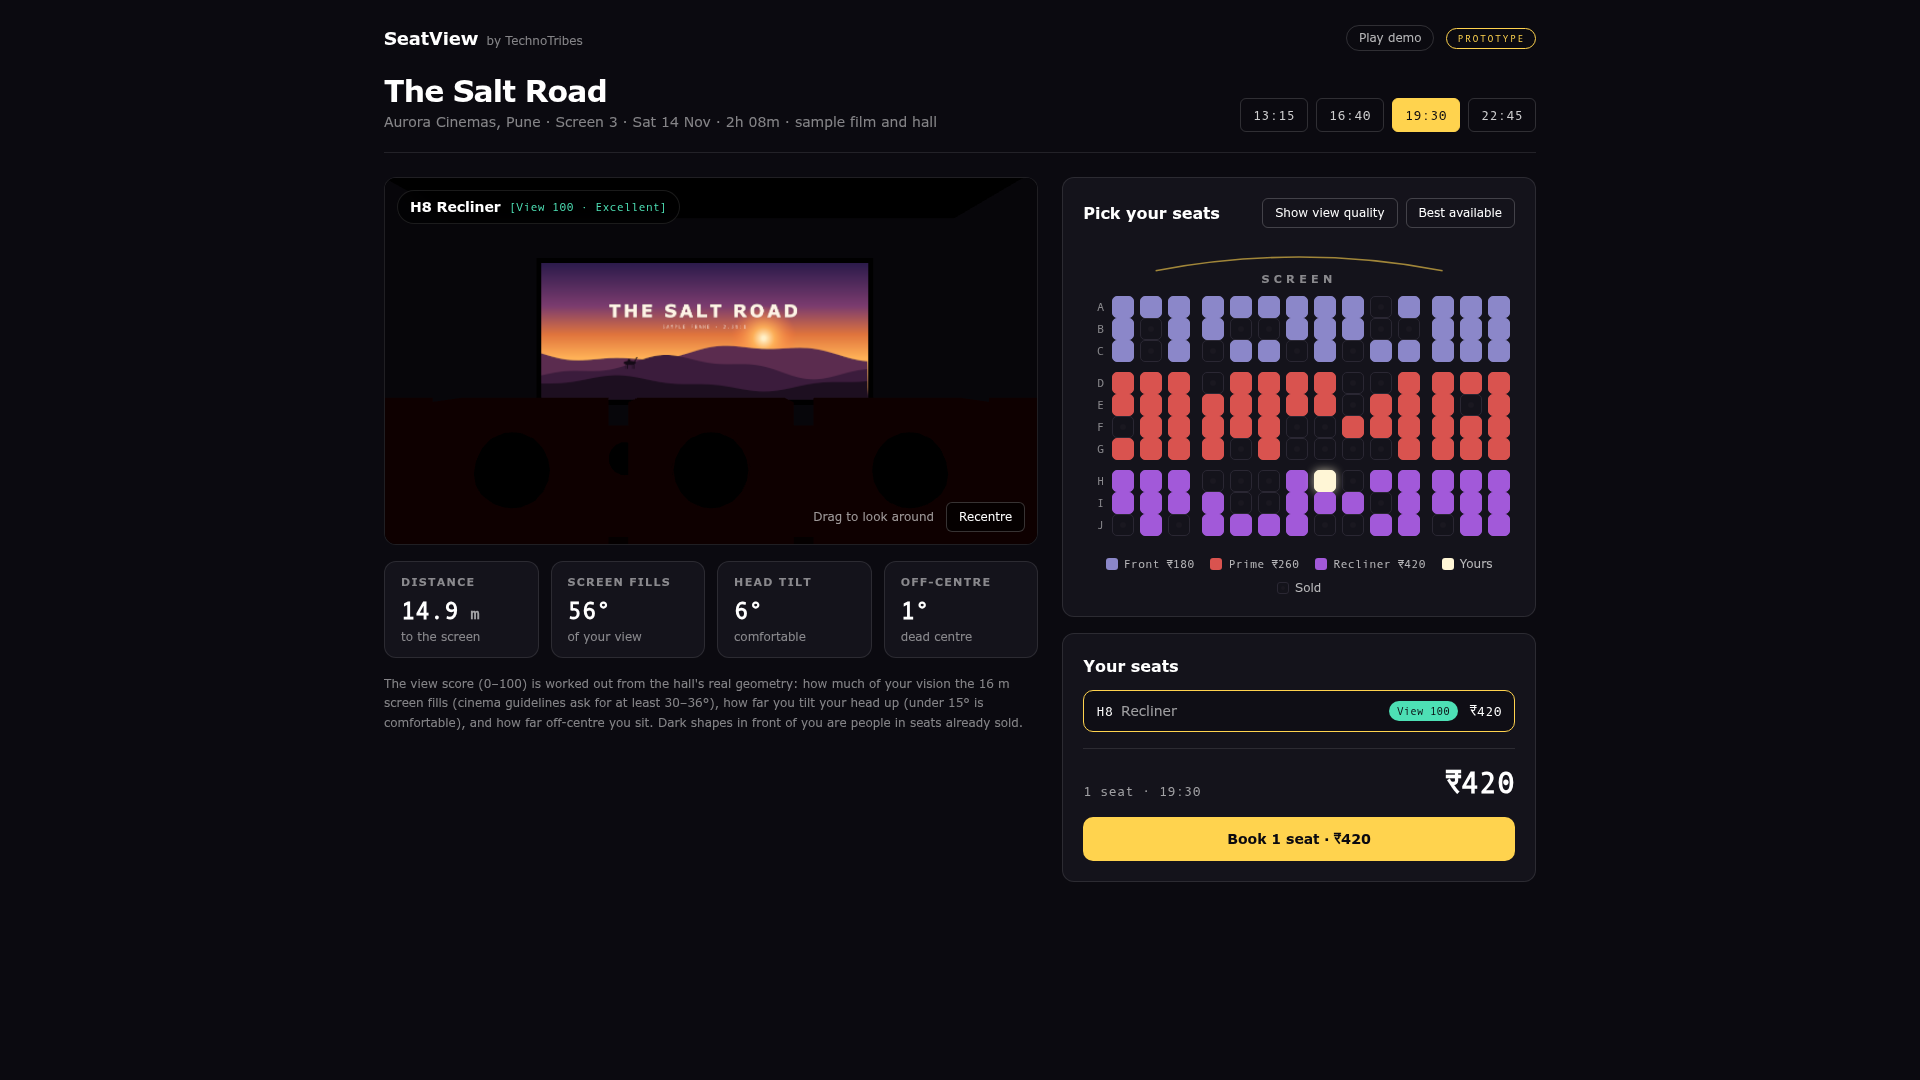 SeatView by TechnoTribes
Play demo
PROTOTYPE
The Salt Road
Aurora Cinemas, Pune · Screen 3 · Sat 14 Nov · 2h 08m · sample film and hall
13:15
16:40
19:30
22:45
H8 Recliner [View 100 · Excellent]
THE SALT ROAD
Drag to look around
Recentre
DISTANCE
14.9 m
to the screen
SCREEN FILLS
56°
of your view
HEAD TILT
6°
comfortable
OFF-CENTRE
1°
dead centre
The view score (0–100) is worked out from the hall's real geometry: how much of your vision the 16 m
screen fills (cinema guidelines ask for at least 30–36°), how far you tilt your head up (under 15° is
comfortable), and how far off-centre you sit. Dark shapes in front of you are people in seats already sold.
Pick your seats
Show view quality
Best available
SCREEN
A
B
C
D
E
F
G
H
I
J
Front ₹180
Prime ₹260
Recliner ₹420
Yours
Sold
Your seats
H8 Recliner
View 100
₹420
1 seat · 19:30
₹420
Book 1 seat · ₹420